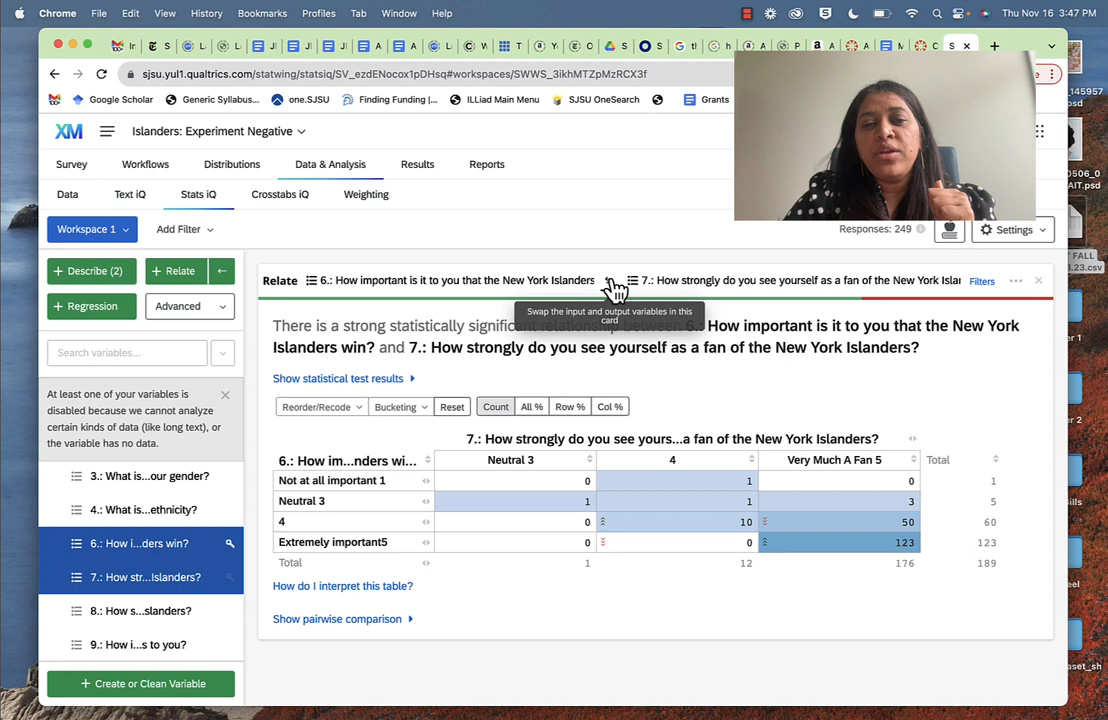 Chrome File Edit View History Bookmarks Profiles Tab Window Help Thu Nov 16 3:47 PM
sjsu.yul1.qualtrics.com/statwing/statsiq/SV_ezdENocox1pDHsq#workspaces/SWWS_3ikhMTZpMzRCX3f
Google Scholar Generic Syllabus... one.SJSU Finding Funding |... ILLiad Main Menu SJSU OneSearch Grants
XM Islanders: Experiment Negative
Survey Workflows Distributions Data & Analysis Results Reports
Data Text iQ Stats iQ Crosstabs iQ Weighting
Workspace 1 Add Filter Responses: 249 Settings
+ Describe (2) + Relate ←
+ Regression Advanced
Search variables...
At least one of your variables is
disabled because we cannot analyze
certain kinds of data (like long text), or
the variable has no data.
3.: What is...our gender?
4.: What is...ethnicity?
6.: How i...ders win?
7.: How str...Islanders?
8.: How s...slanders?
9.: How i...s to you?
+ Create or Clean Variable
Relate 6.: How important is it to you that the New York Islanders 7.: How strongly do you see yourself as a fan of the New York Islan Filters
Swap the input and output variables in this
card
There is a strong statistically significant relationship between 6.: How important is it to you that the New York
Islanders win? and 7.: How strongly do you see yourself as a fan of the New York Islanders?
Show statistical test results
Reorder/Recode Bucketing Reset Count All % Row % Col %
7.: How strongly do you see yours...a fan of the New York Islanders?
6.: How im...nders wi... Neutral 3 4 Very Much A Fan 5 Total
Not at all important 1 0 1 0 1
Neutral 3 1 1 3 5
4 0 10 50 60
Extremely important5 0 0 123 123
Total 1 12 176 189
How do I interpret this table?
Show pairwise comparison